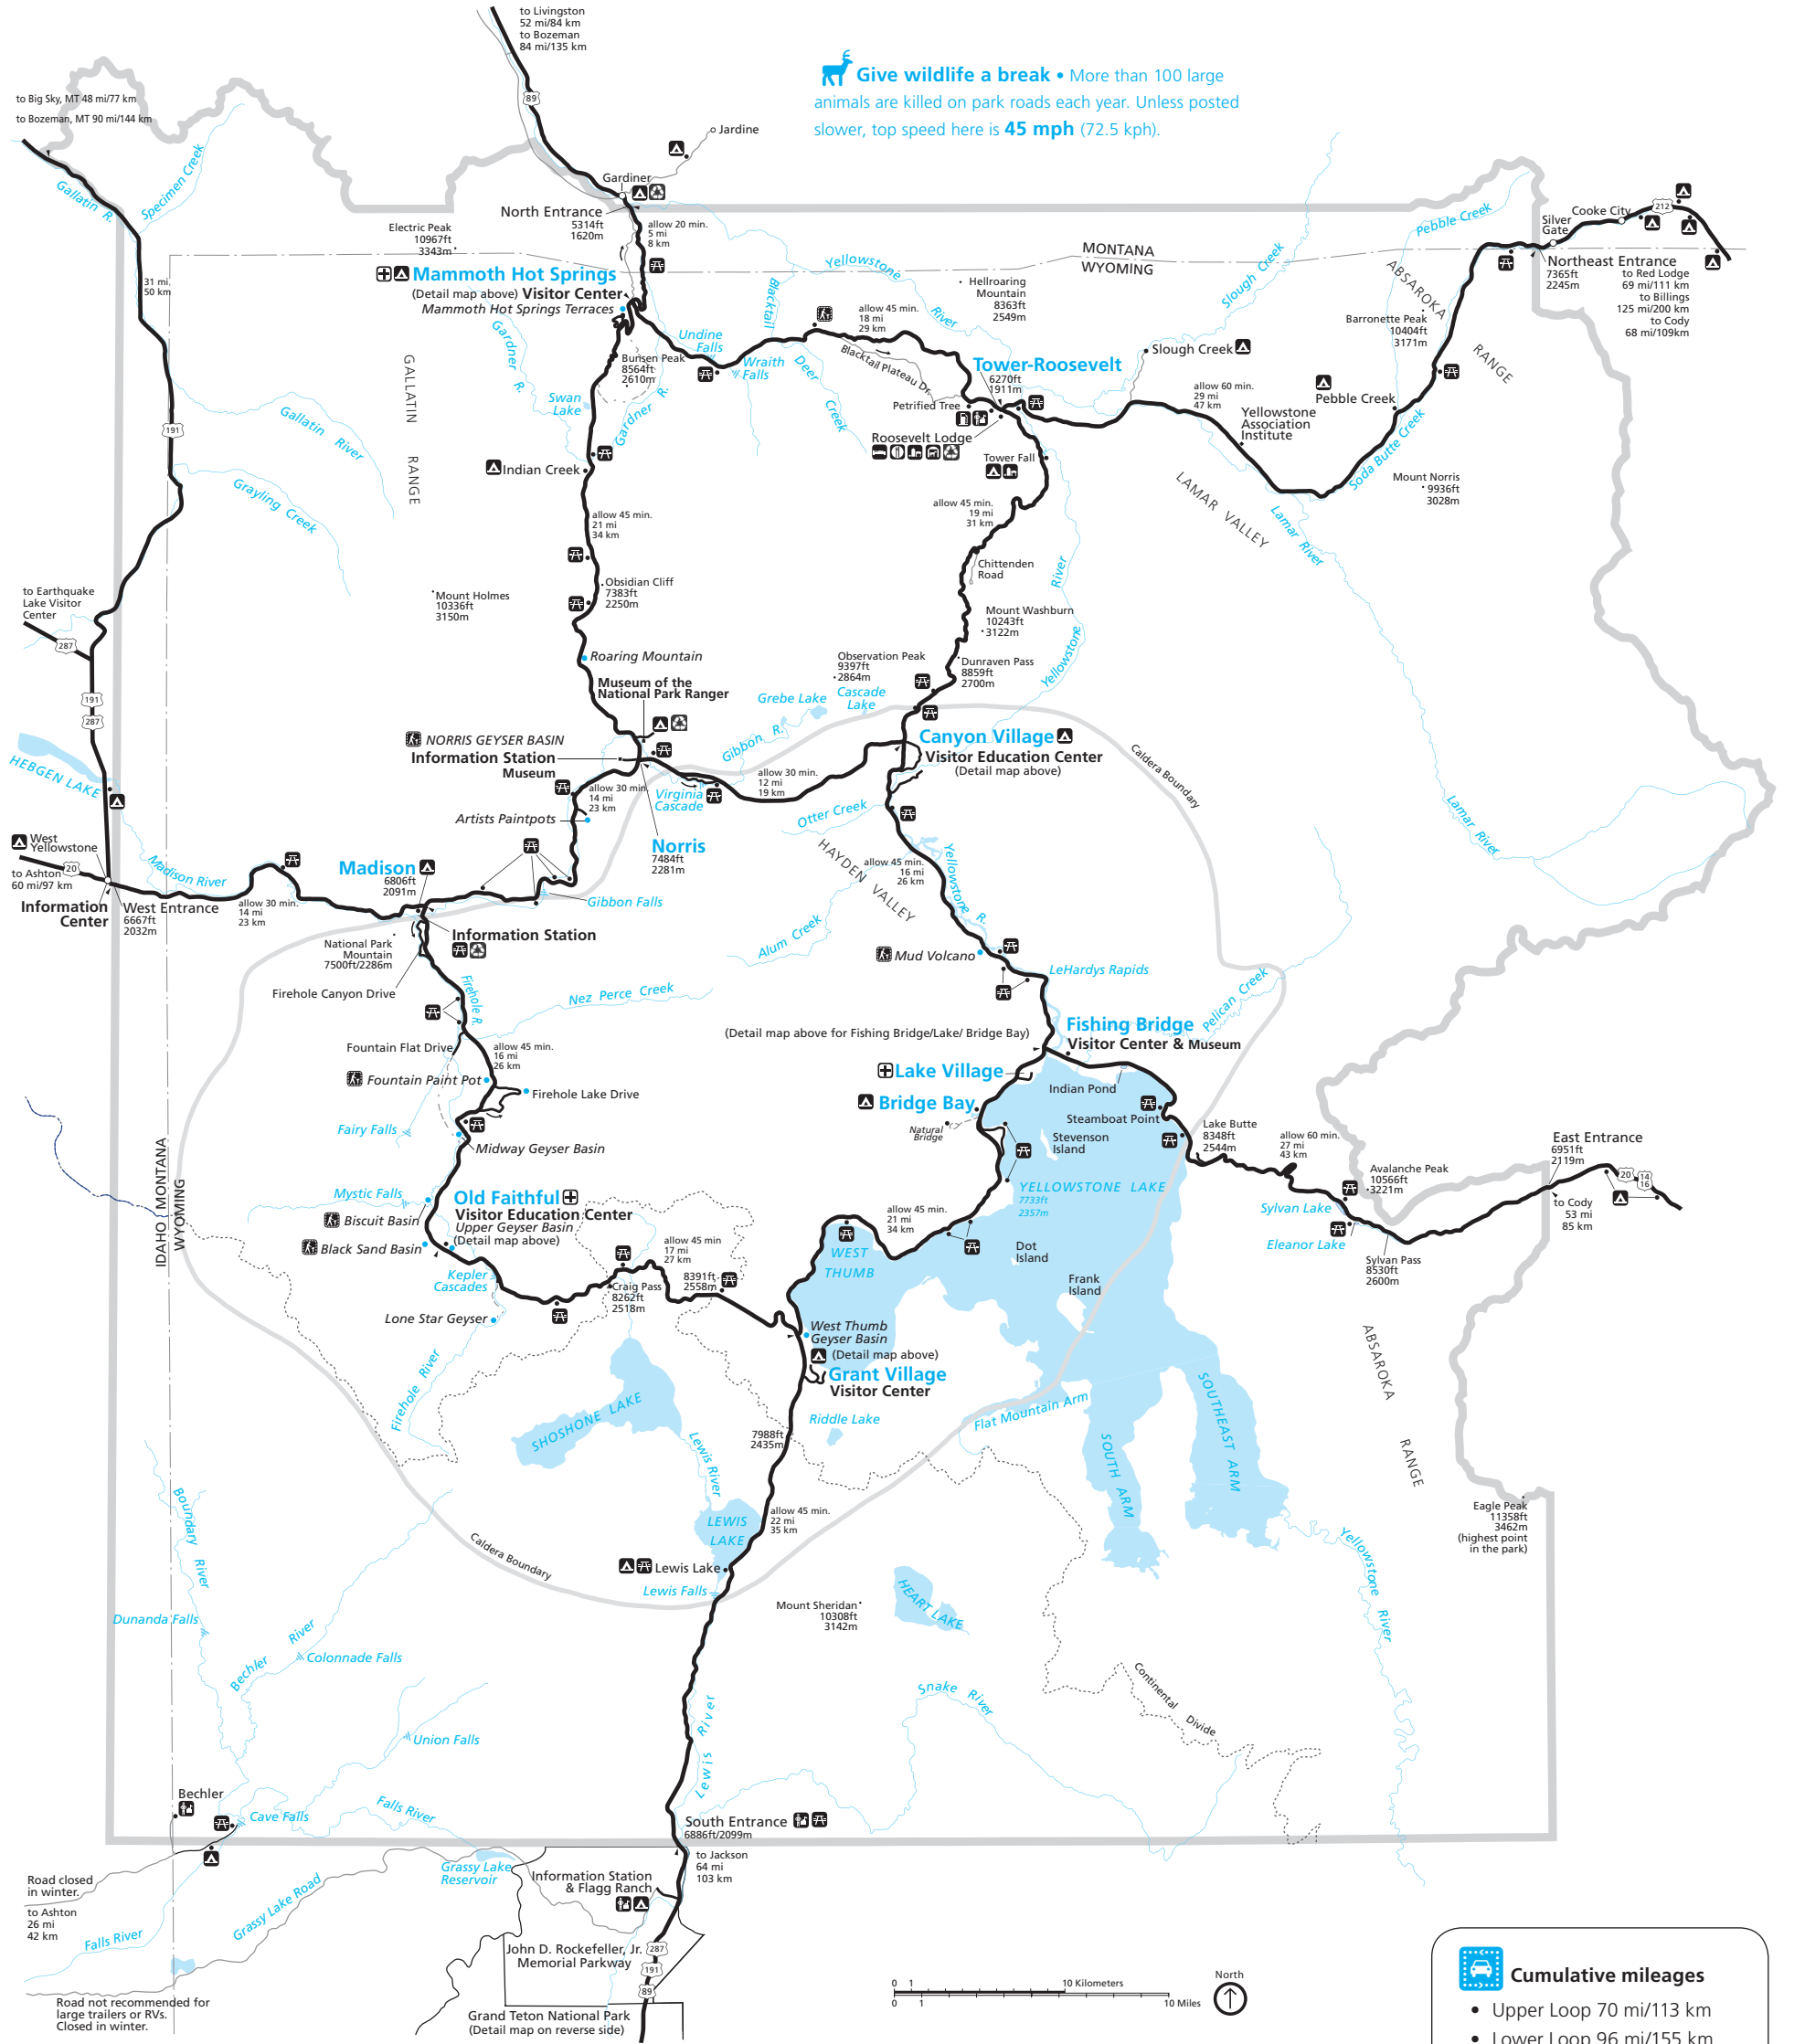 to Livingston
52 mi/84 km
to Bozeman
84 mi/135 km
89
Give wildlife a break • More than 100 large
animals are killed on park roads each year. Unless posted
slower, top speed here is 45 mph (72.5 kph).
to Big Sky, MT 48 mi/77 km
to Bozeman, MT 90 mi/144 km
Gallatin R.
Specimen Creek
Jardine
Gardiner
North Entrance
5314ft
1620m
allow 20 min.
5 mi
8 km
Electric Peak
10967ft
3343m
Mammoth Hot Springs
(Detail map above) Visitor Center
Mammoth Hot Springs Terraces
MONTANA
WYOMING
Yellowstone
River
Hellroaring
Mountain
8363ft
2549m
Slough Creek
Pebble Creek
Silver
Gate
Cooke City
212
Northeast Entrance
7365ft
2245m
to Red Lodge
69 mi/111 km
to Billings
125 mi/200 km
to Cody
68 mi/109km
ABSAROKA
RANGE
Barronette Peak
10404ft
3171m
31 mi
50 km
191
GALLATIN
RANGE
Gardner R.
Undine
Falls
Blacktail
Deer
Creek
Wraith
Falls
allow 45 min.
18 mi
29 km
Blacktail Plateau Dr.
Bunsen Peak
8564ft
2610m
Swan
Lake
Gardner R.
Tower-Roosevelt
6270ft
1911m
Petrified Tree
Roosevelt Lodge
Tower Fall
Slough Creek
allow 60 min.
29 mi
47 km
Yellowstone
Association
Institute
Pebble Creek
Soda Butte Creek
Mount Norris
9936ft
3028m
LAMAR VALLEY
Lamar River
Gallatin River
Grayling Creek
Indian Creek
allow 45 min.
21 mi
34 km
allow 45 min.
19 mi
31 km
Chittenden
Road
River
Yellowstone
Mount Holmes
10336ft
3150m
Obsidian Cliff
7383ft
2250m
Mount Washburn
10243ft
3122m
to Earthquake
Lake Visitor
Center
287
Roaring Mountain
Observation Peak
9397ft
2864m
Dunraven Pass
8859ft
2700m
Museum of the
National Park Ranger
Grebe Lake
Cascade
Lake
191
287
NORRIS GEYSER BASIN
Information Station
Museum
Gibbon R.
Canyon Village
Visitor Education Center
(Detail map above)
Caldera Boundary
HEBGEN LAKE
allow 30 min.
14 mi
23 km
Virginia
Cascade
allow 30 min.
12 mi
19 km
Otter Creek
Artists Paintpots
Norris
7484ft
2281m
Lamar River
West
Yellowstone
20
to Ashton
60 mi/97 km
Madison River
Madison
6806ft
2091m
HAYDEN VALLEY
allow 45 min.
16 mi
26 km
Yellowstone R.
Information
Center
West Entrance
6667ft
2032m
allow 30 min.
14 mi
23 km
Gibbon Falls
National Park
Mountain
7500ft/2286m
Information Station
Alum Creek
Mud Volcano
LeHardys Rapids
Firehole Canyon Drive
Firehole R.
Nez Perce Creek
Pelican Creek
(Detail map above for Fishing Bridge/Lake/ Bridge Bay)
Fishing Bridge
Visitor Center & Museum
Fountain Flat Drive
allow 45 min.
16 mi
26 km
Lake Village
Indian Pond
Fountain Paint Pot
Firehole Lake Drive
Bridge Bay
Natural
Bridge
Steamboat Point
Stevenson
Island
Lake Butte
8348ft
2544m
allow 60 min.
27 mi
43 km
East Entrance
6951ft
2119m
Fairy Falls
Midway Geyser Basin
Avalanche Peak
10566ft
3221m
20
14
16
to Cody
53 mi
85 km
IDAHO MONTANA
WYOMING
Mystic Falls
Old Faithful
Visitor Education Center
Upper Geyser Basin
(Detail map above)
Biscuit Basin
Black Sand Basin
YELLOWSTONE LAKE
7733ft
2357m
Sylvan Lake
Eleanor Lake
Sylvan Pass
8530ft
2600m
allow 45 min.
21 mi
34 km
WEST
THUMB
Dot
Island
Frank
Island
allow 45 min
17 mi
27 km
Kepler
Cascades
Craig Pass
8262ft
2518m
8391ft
2558m
Lone Star Geyser
West Thumb
Geyser Basin
(Detail map above)
Grant Village
Visitor Center
Firehole River
SHOSHONE LAKE
Riddle Lake
Flat Mountain Arm
SOUTH ARM
SOUTHEAST ARM
ABSAROKA
RANGE
7988ft
2435m
Lewis River
allow 45 min.
22 mi
35 km
LEWIS
LAKE
Eagle Peak
11358ft
3462m
(highest point
in the park)
Boundary River
Caldera Boundary
Lewis Lake
Lewis Falls
HEART LAKE
Mount Sheridan
10308ft
3142m
Yellowstone River
Dunanda Falls
Bechler River
Colonnade Falls
Continental Divide
Snake River
Lewis River
Union Falls
Bechler
Cave Falls
Falls River
South Entrance
6886ft/2099m
to Jackson
64 mi
103 km
Grassy Lake
Reservoir
Information Station
& Flagg Ranch
Road closed
in winter.
to Ashton
26 mi
42 km
Falls River
Grassy Lake Road
John D. Rockefeller, Jr.
Memorial Parkway
287
191
89
Road not recommended for
large trailers or RVs.
Closed in winter.
Grand Teton National Park
(Detail map on reverse side)
0 1 10 Kilometers
0 1 10 Miles
North
Cumulative mileages
• Upper Loop 70 mi/113 km
• Lower Loop 96 mi/155 km